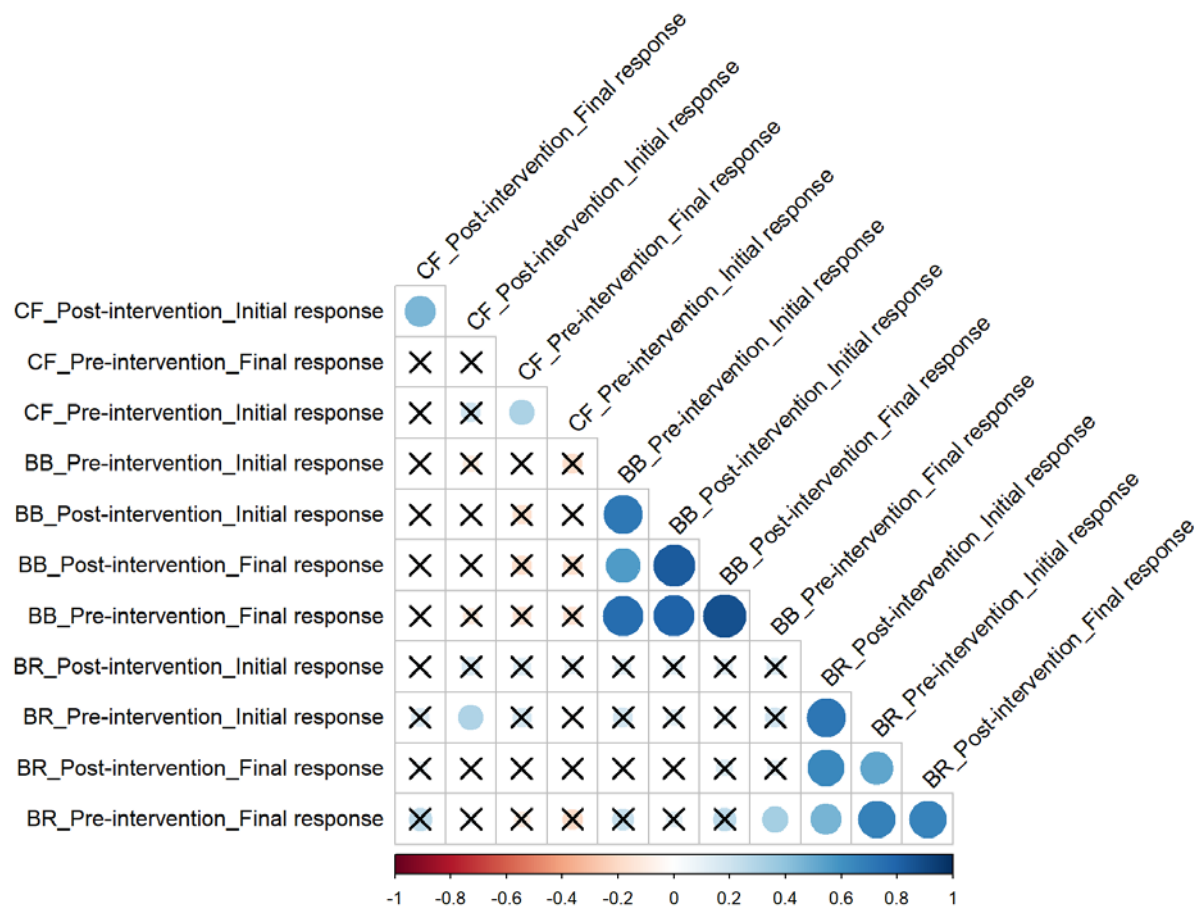 CF_Post-intervention_Final response
CF_Post-intervention_Initial response
CF_Pre-intervention_Final response
CF_Pre-intervention_Initial response
BB_Pre-intervention_Initial response
BB_Post-intervention_Initial response
BB_Post-intervention_Final response
BB_Pre-intervention_Final response
BR_Post-intervention_Initial response
BR_Pre-intervention_Initial response
BR_Post-intervention_Final response
CF_Post-intervention_Initial response
CF_Pre-intervention_Final response
CF_Pre-intervention_Initial response
BB_Pre-intervention_Initial response
BB_Post-intervention_Initial response
BB_Post-intervention_Final response
BB_Pre-intervention_Final response
BR_Post-intervention_Initial response
BR_Pre-intervention_Initial response
BR_Post-intervention_Final response
BR_Pre-intervention_Final response
-1 -0.8 -0.6 -0.4 -0.2 0 0.2 0.4 0.6 0.8 1